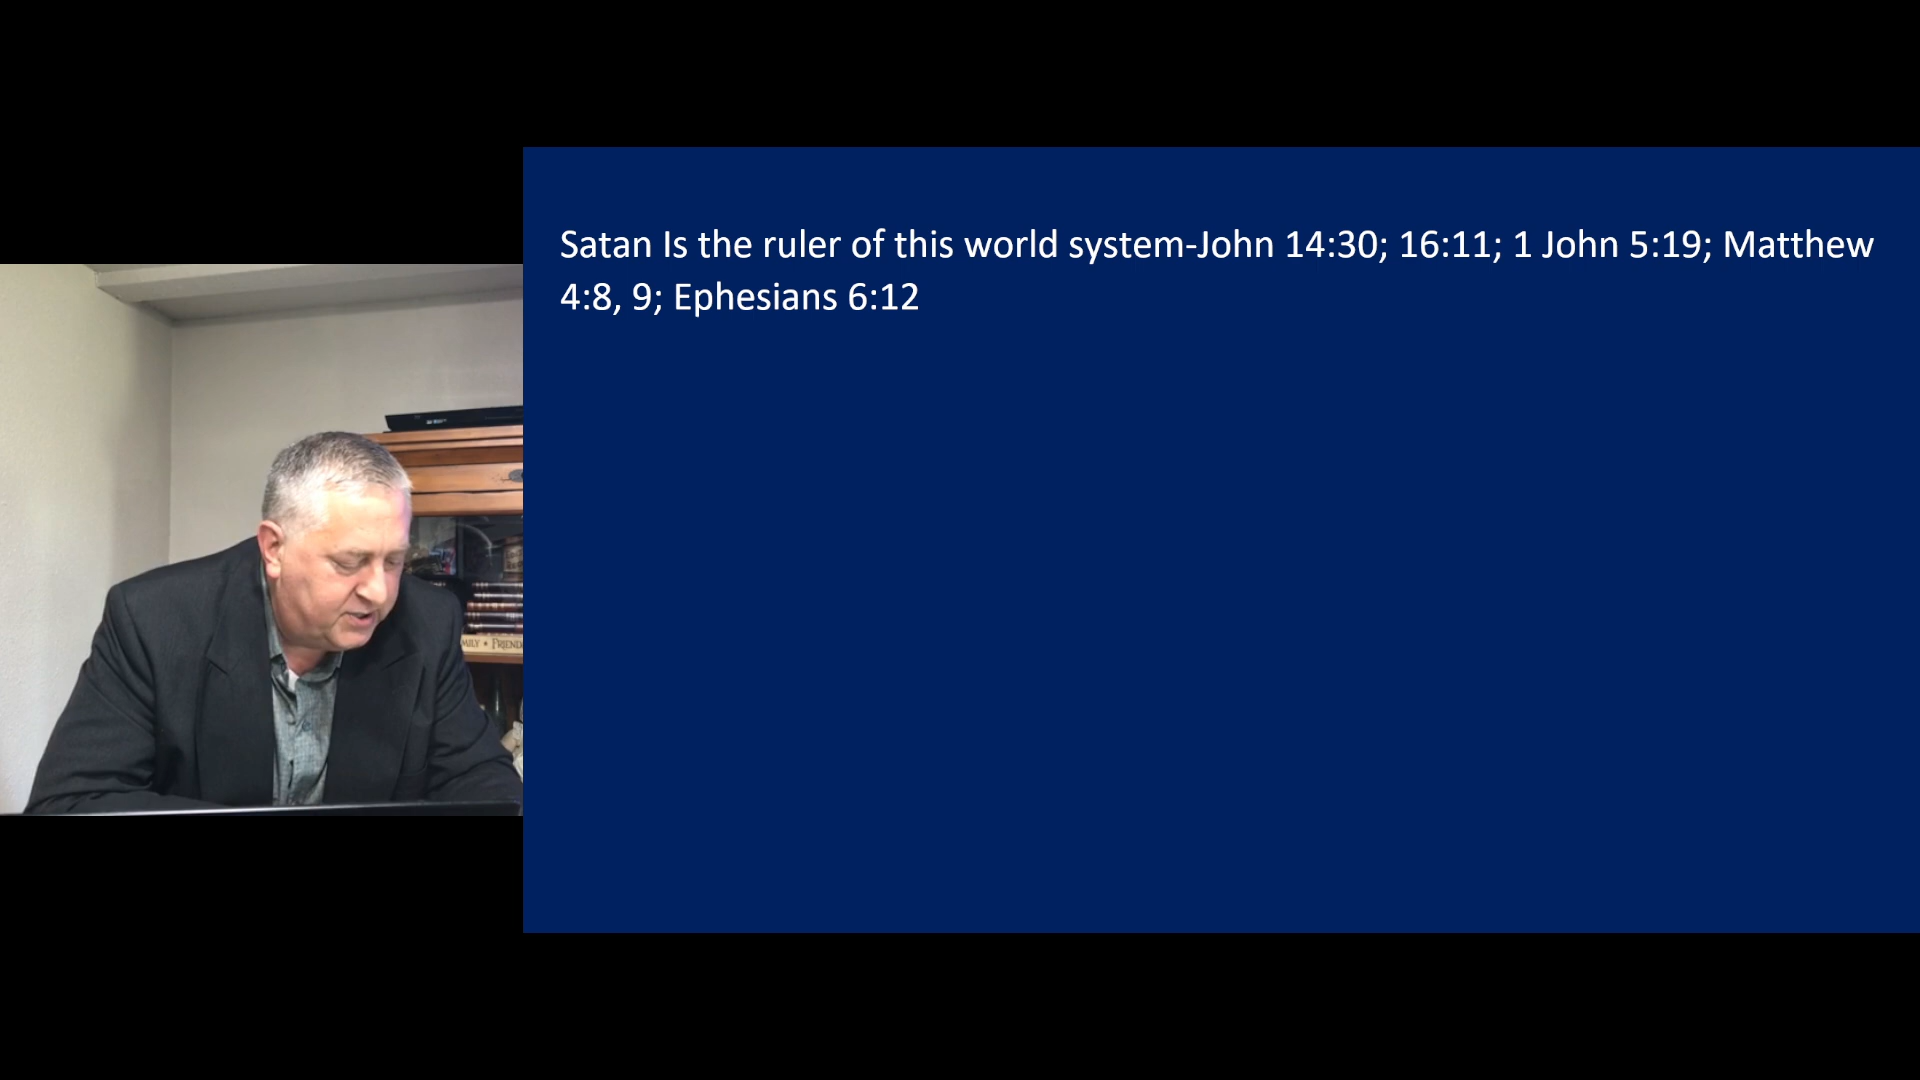 Satan Is the ruler of this world system-John 14:30; 16:11; 1 John 5:19; Matthew
4:8, 9; Ephesians 6:12